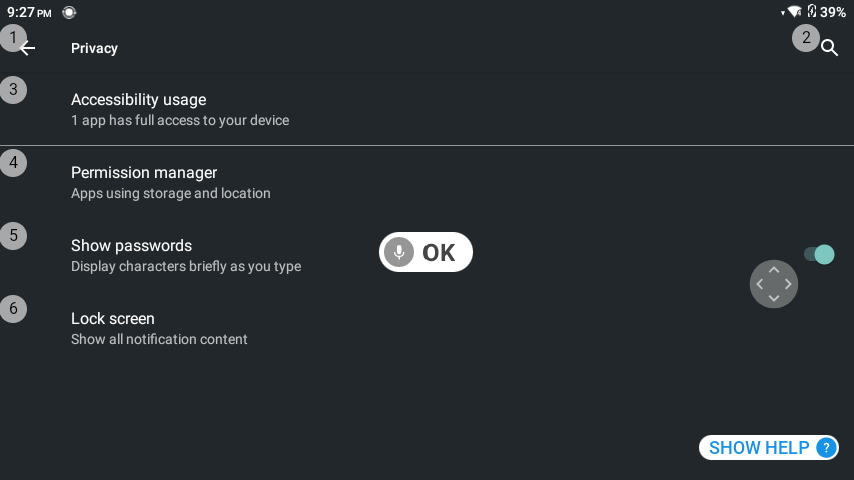 9:27 PM 39%
1 Privacy 2
3 Accessibility usage
1 app has full access to your device
4 Permission manager
Apps using storage and location
5 Show passwords
Display characters briefly as you type
OK
6 Lock screen
Show all notification content
SHOW HELP ?